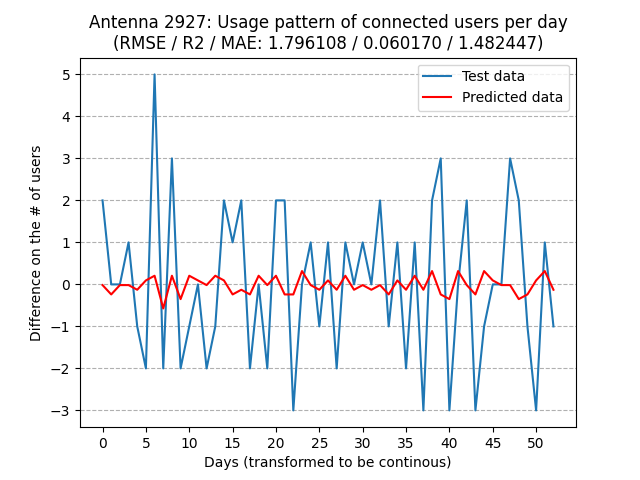 Antenna 2927: Usage pattern of connected users per day
(RMSE / R2 / MAE: 1.796108 / 0.060170 / 1.482447)
Test data
Predicted data
Difference on the # of users
5
4
3
2
1
0
−1
−2
−3
0 5 10 15 20 25 30 35 40 45 50
Days (transformed to be continous)